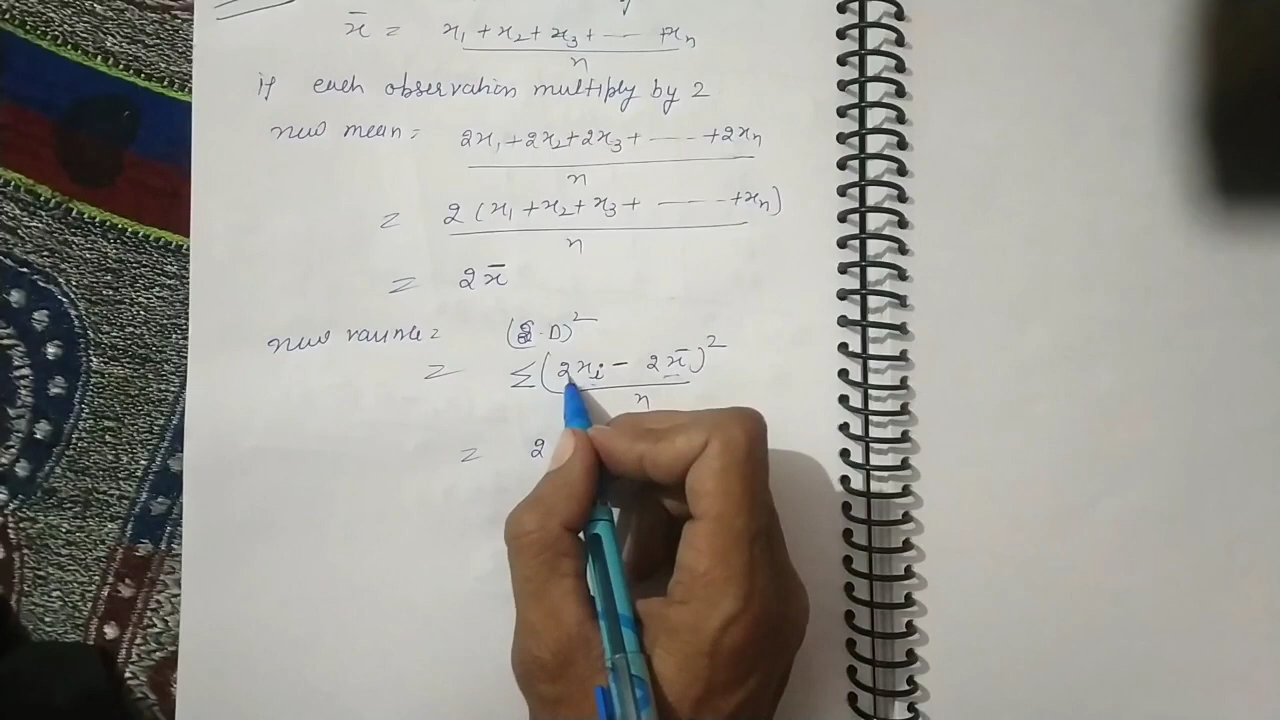 x̄ = x₁ + x₂ + x₃ + ------ + xₙ
n
if each observation multiply by 2
new mean = 2x₁ + 2x₂ + 2x₃ + ------ + 2xₙ
n
= 2 (x₁ + x₂ + x₃ + ------ + xₙ)
n
= 2x̄
new = (S.D)²
= Σ(2xᵢ - 2x̄)²
n
= 2